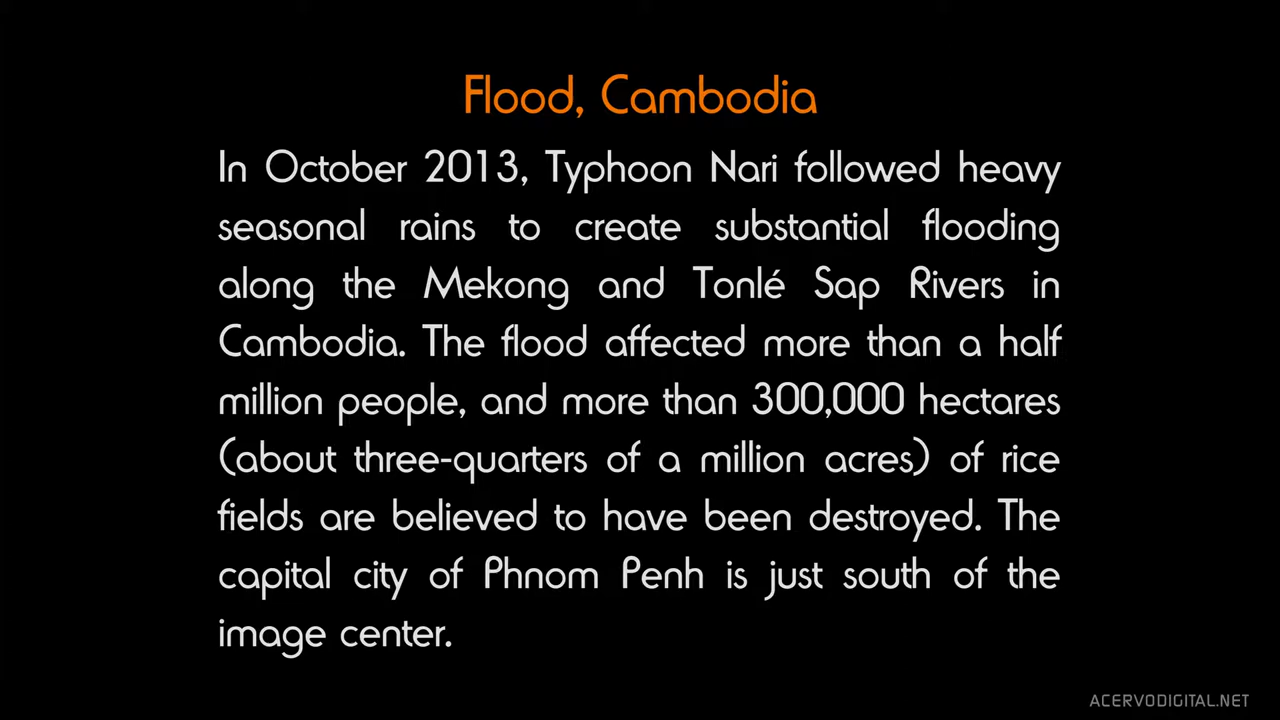 Flood, Cambodia
In October 2013, Typhoon Nari followed heavy
seasonal rains to create substantial flooding
along the Mekong and Tonlé Sap Rivers in
Cambodia. The flood affected more than a half
million people, and more than 300,000 hectares
(about three-quarters of a million acres) of rice
fields are believed to have been destroyed. The
capital city of Phnom Penh is just south of the
image center.
ACERVODIGITAL.NET